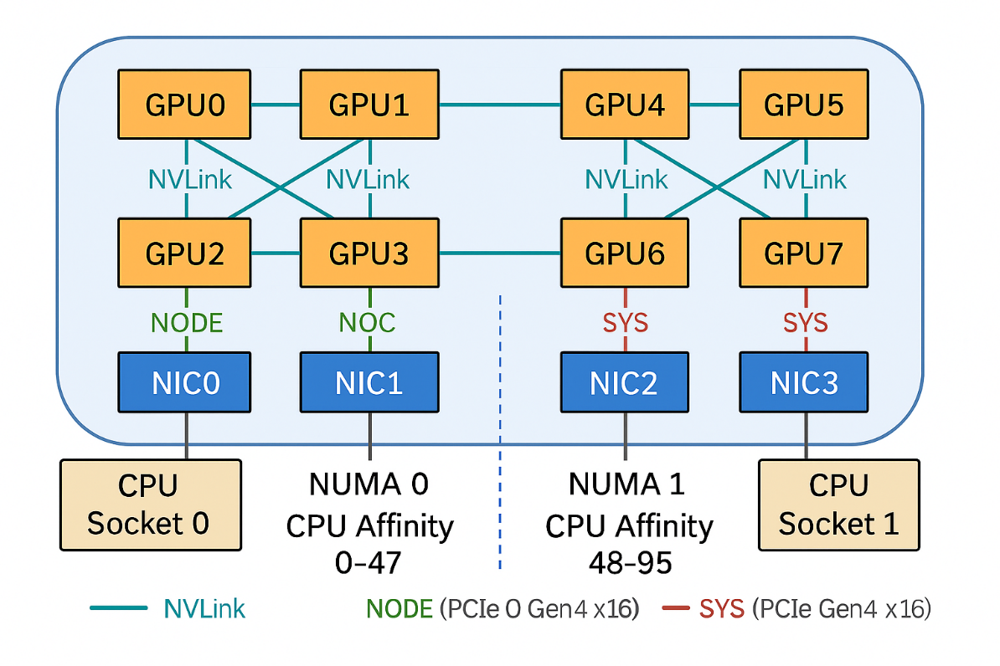 GPU0 GPU1 GPU4 GPU5
NVLink NVLink NVLink NVLink
GPU2 GPU3 GPU6 GPU7
NODE NOC SYS SYS
NIC0 NIC1 NIC2 NIC3
CPU
Socket 0
NUMA 0
CPU Affinity
0–47
NUMA 1
CPU Affinity
48–95
CPU
Socket 1
NVLink NODE (PCIe O Gen4 x16) SYS (PCIe Gen4 x16)